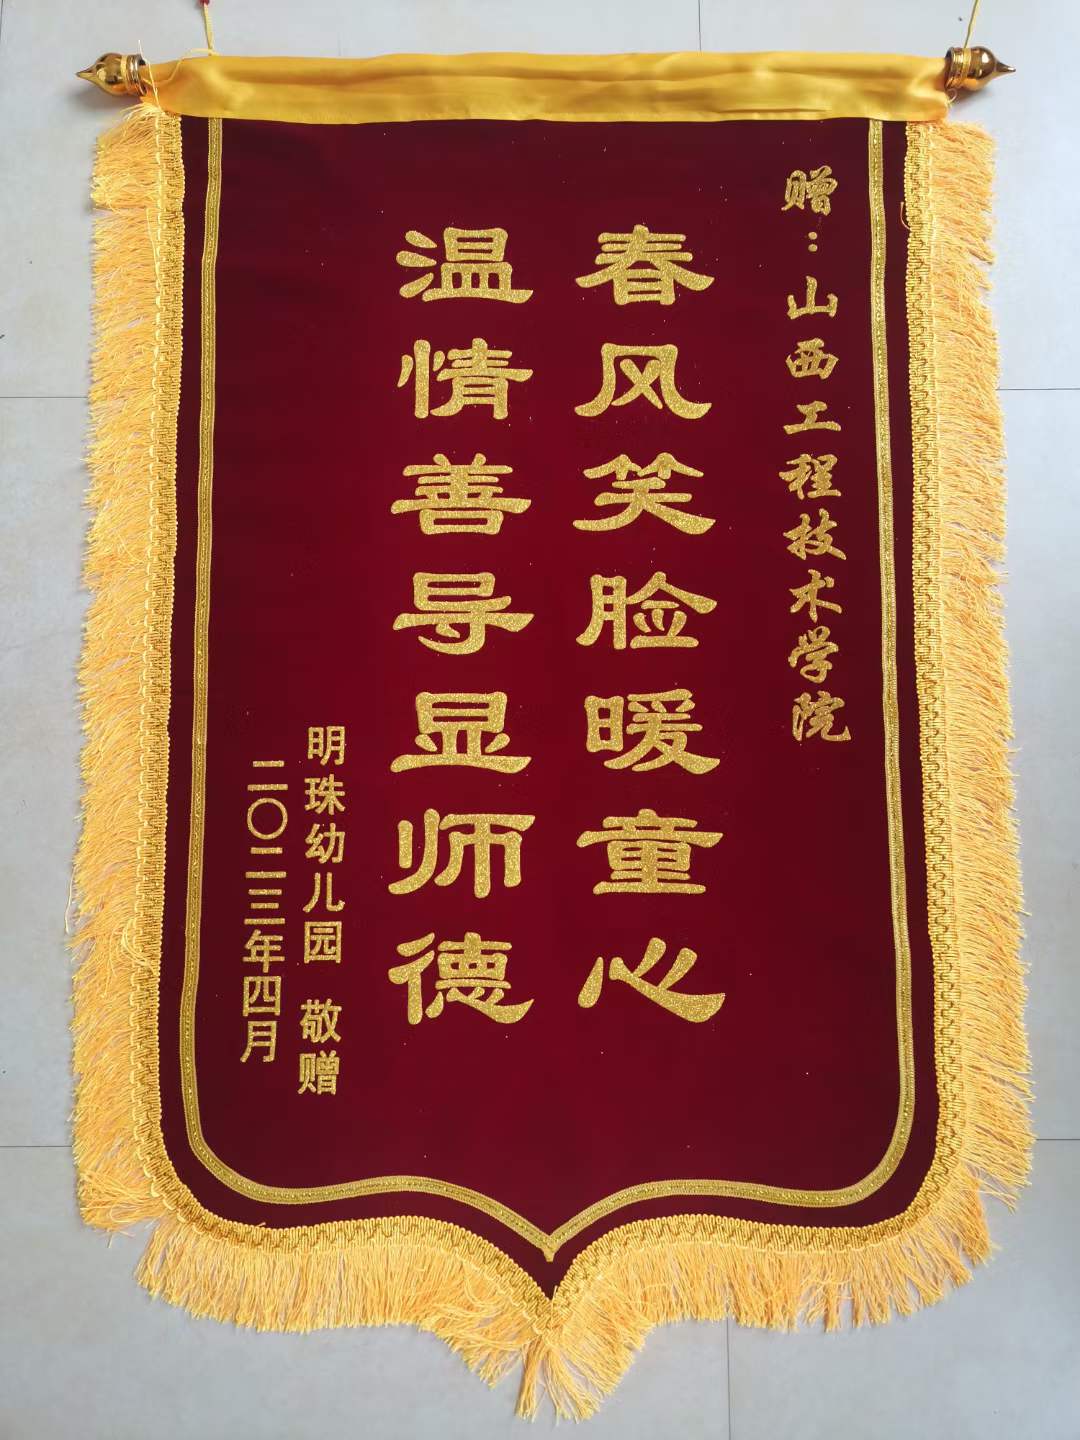 赠：山西工程技术学院
春风笑脸暖童心
温情善导显师德
明珠幼儿园 敬赠
二〇二三年四月